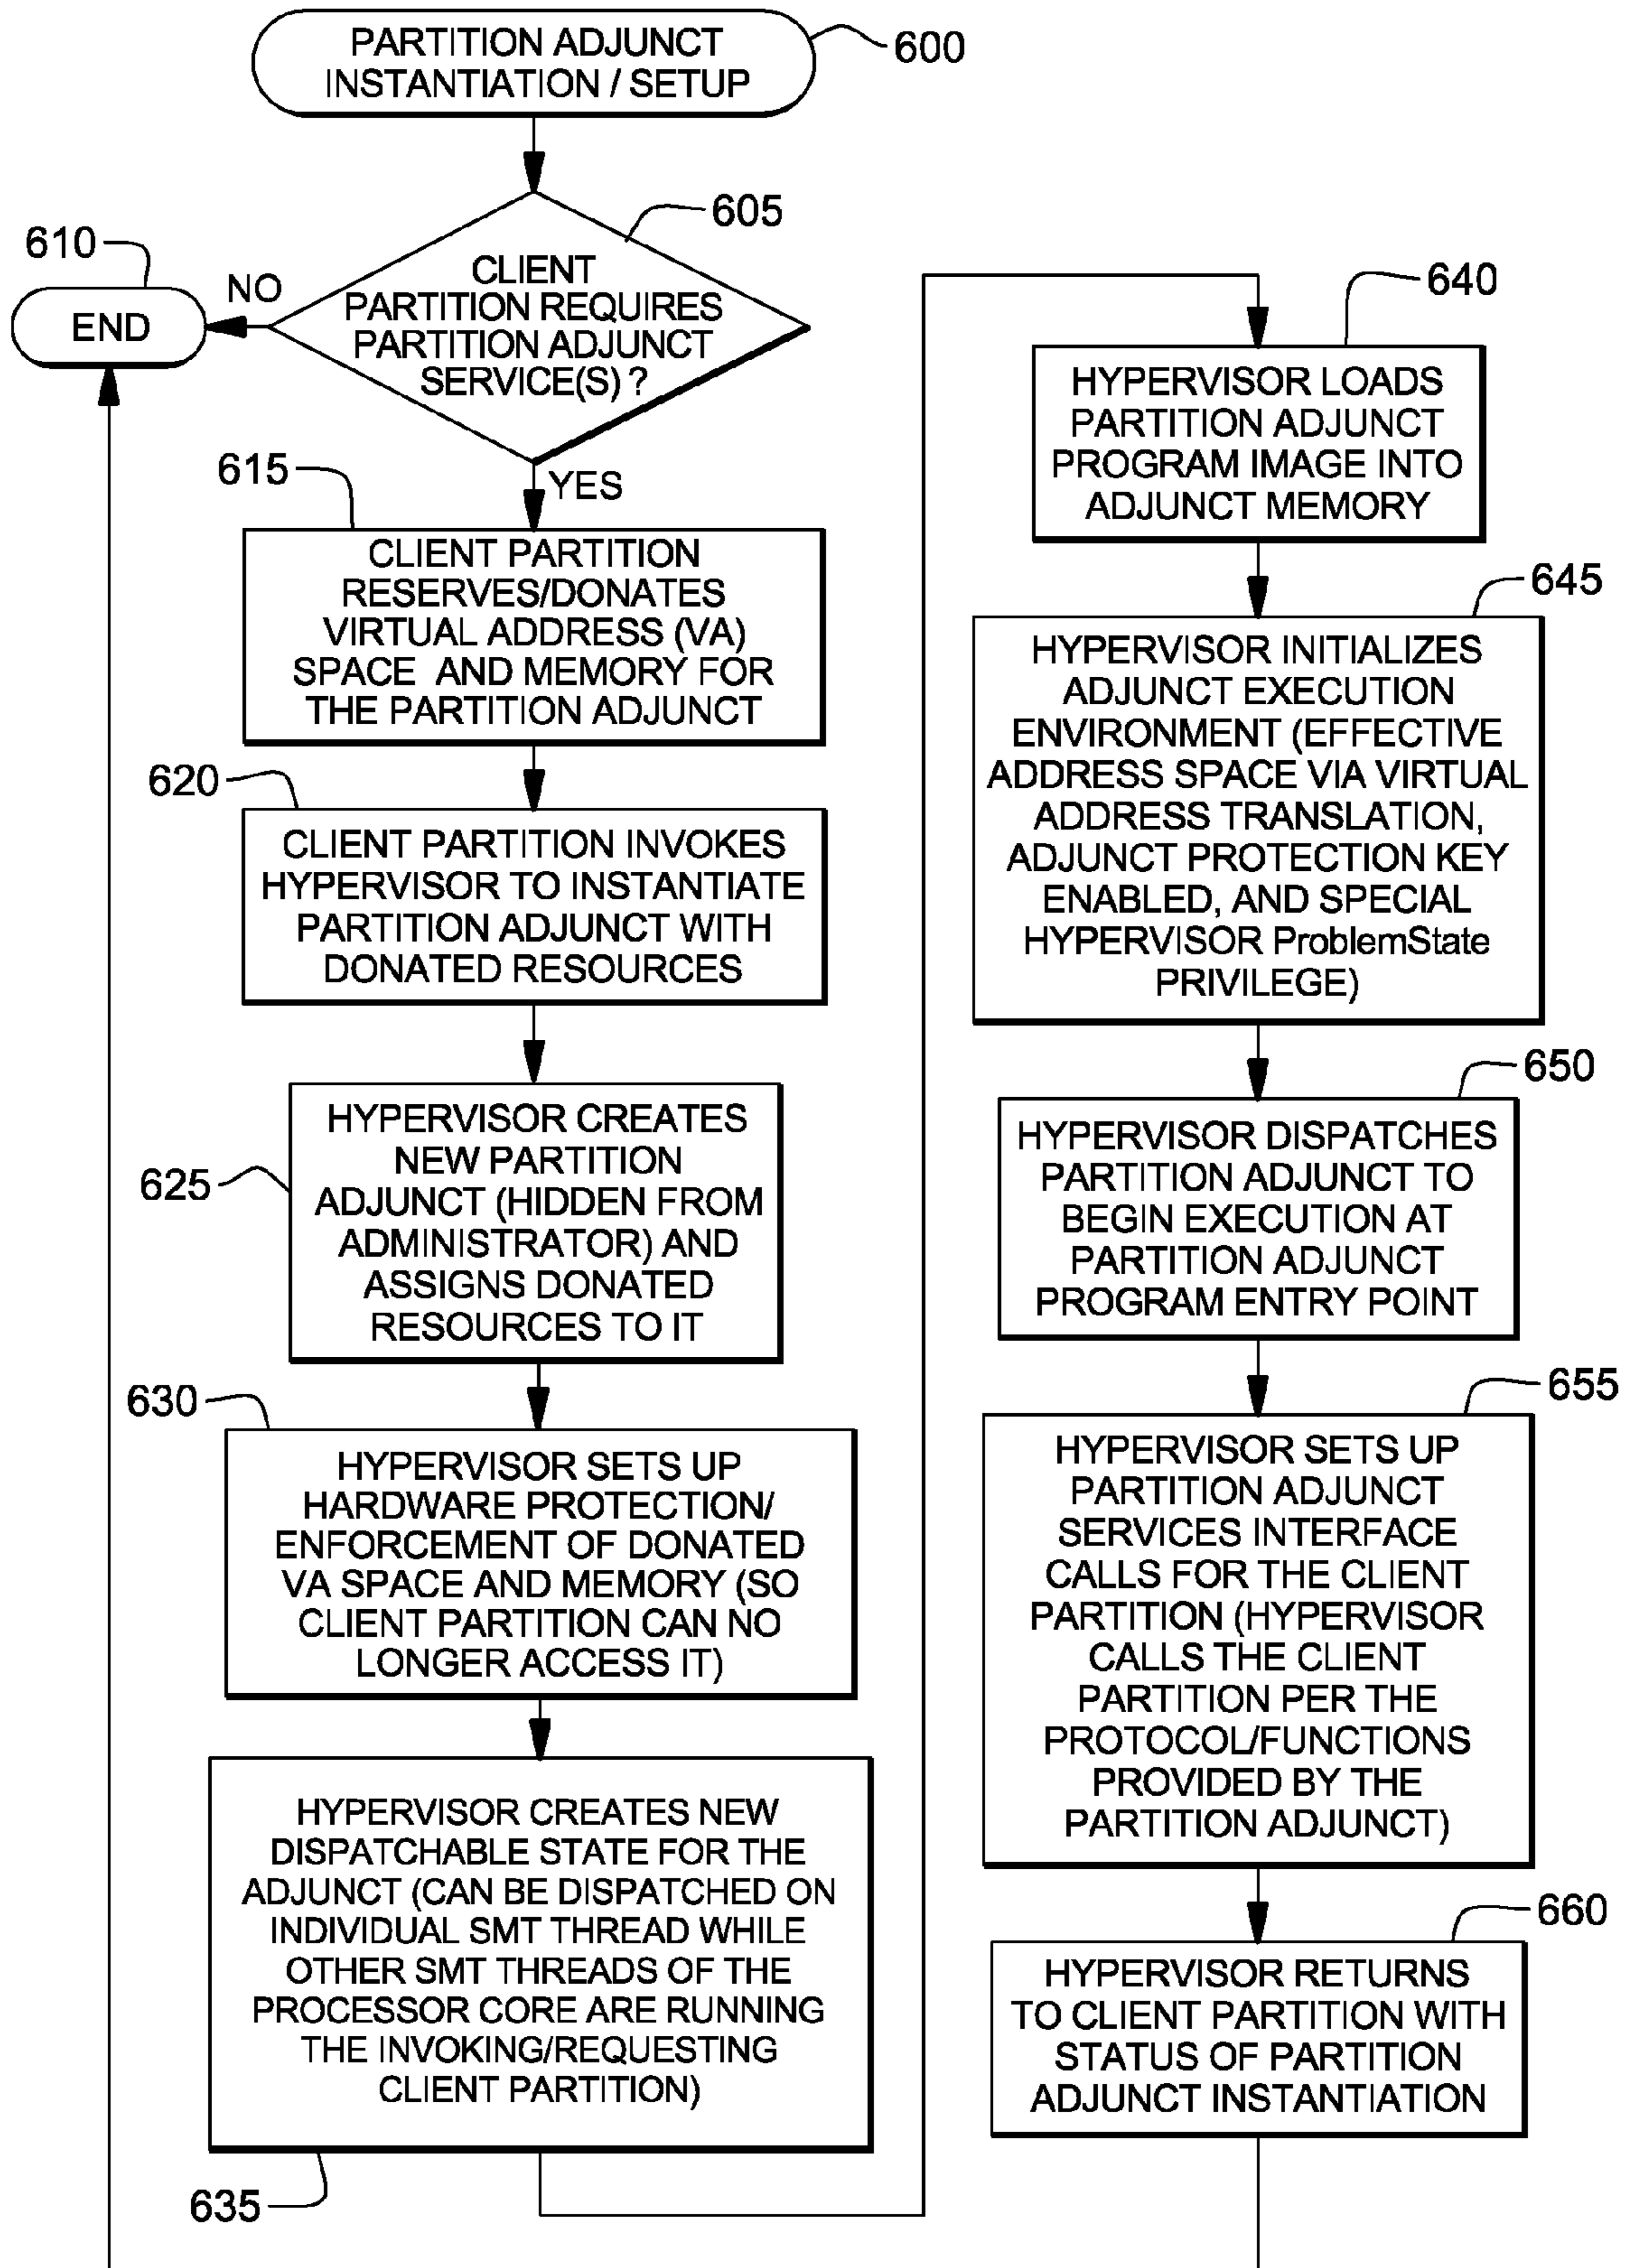 PARTITION ADJUNCT
INSTANTIATION / SETUP
600
605
CLIENT
PARTITION REQUIRES
PARTITION ADJUNCT
SERVICE(S) ?
NO
610
END
YES
615
CLIENT PARTITION
RESERVES/DONATES
VIRTUAL ADDRESS (VA)
SPACE AND MEMORY FOR
THE PARTITION ADJUNCT
620
CLIENT PARTITION INVOKES
HYPERVISOR TO INSTANTIATE
PARTITION ADJUNCT WITH
DONATED RESOURCES
625
HYPERVISOR CREATES
NEW PARTITION
ADJUNCT (HIDDEN FROM
ADMINISTRATOR) AND
ASSIGNS DONATED
RESOURCES TO IT
630
HYPERVISOR SETS UP
HARDWARE PROTECTION/
ENFORCEMENT OF DONATED
VA SPACE AND MEMORY (SO
CLIENT PARTITION CAN NO
LONGER ACCESS IT)
HYPERVISOR CREATES NEW
DISPATCHABLE STATE FOR THE
ADJUNCT (CAN BE DISPATCHED ON
INDIVIDUAL SMT THREAD WHILE
OTHER SMT THREADS OF THE
PROCESSOR CORE ARE RUNNING
THE INVOKING/REQUESTING
CLIENT PARTITION)
635
640
HYPERVISOR LOADS
PARTITION ADJUNCT
PROGRAM IMAGE INTO
ADJUNCT MEMORY
645
HYPERVISOR INITIALIZES
ADJUNCT EXECUTION
ENVIRONMENT (EFFECTIVE
ADDRESS SPACE VIA VIRTUAL
ADDRESS TRANSLATION,
ADJUNCT PROTECTION KEY
ENABLED, AND SPECIAL
HYPERVISOR ProblemState
PRIVILEGE)
650
HYPERVISOR DISPATCHES
PARTITION ADJUNCT TO
BEGIN EXECUTION AT
PARTITION ADJUNCT
PROGRAM ENTRY POINT
655
HYPERVISOR SETS UP
PARTITION ADJUNCT
SERVICES INTERFACE
CALLS FOR THE CLIENT
PARTITION (HYPERVISOR
CALLS THE CLIENT
PARTITION PER THE
PROTOCOL/FUNCTIONS
PROVIDED BY THE
PARTITION ADJUNCT)
660
HYPERVISOR RETURNS
TO CLIENT PARTITION WITH
STATUS OF PARTITION
ADJUNCT INSTANTIATION